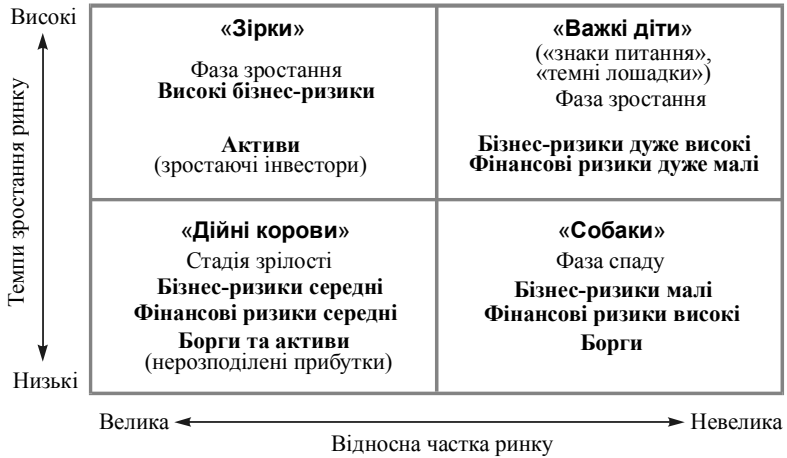 Високі
Темпи зростання ринку
Низькі
«Зірки»
Фаза зростання
Високі бізнес-ризики
Активи
(зростаючі інвестори)
«Важкі діти»
(«знаки питання»,
«темні лошадки»)
Фаза зростання
Бізнес-ризики дуже високі
Фінансові ризики дуже малі
«Дійні корови»
Стадія зрілості
Бізнес-ризики середні
Фінансові ризики середні
Борги та активи
(нерозподілені прибутки)
«Собаки»
Фаза спаду
Бізнес-ризики малі
Фінансові ризики високі
Борги
Велика
Невелика
Відносна частка ринку